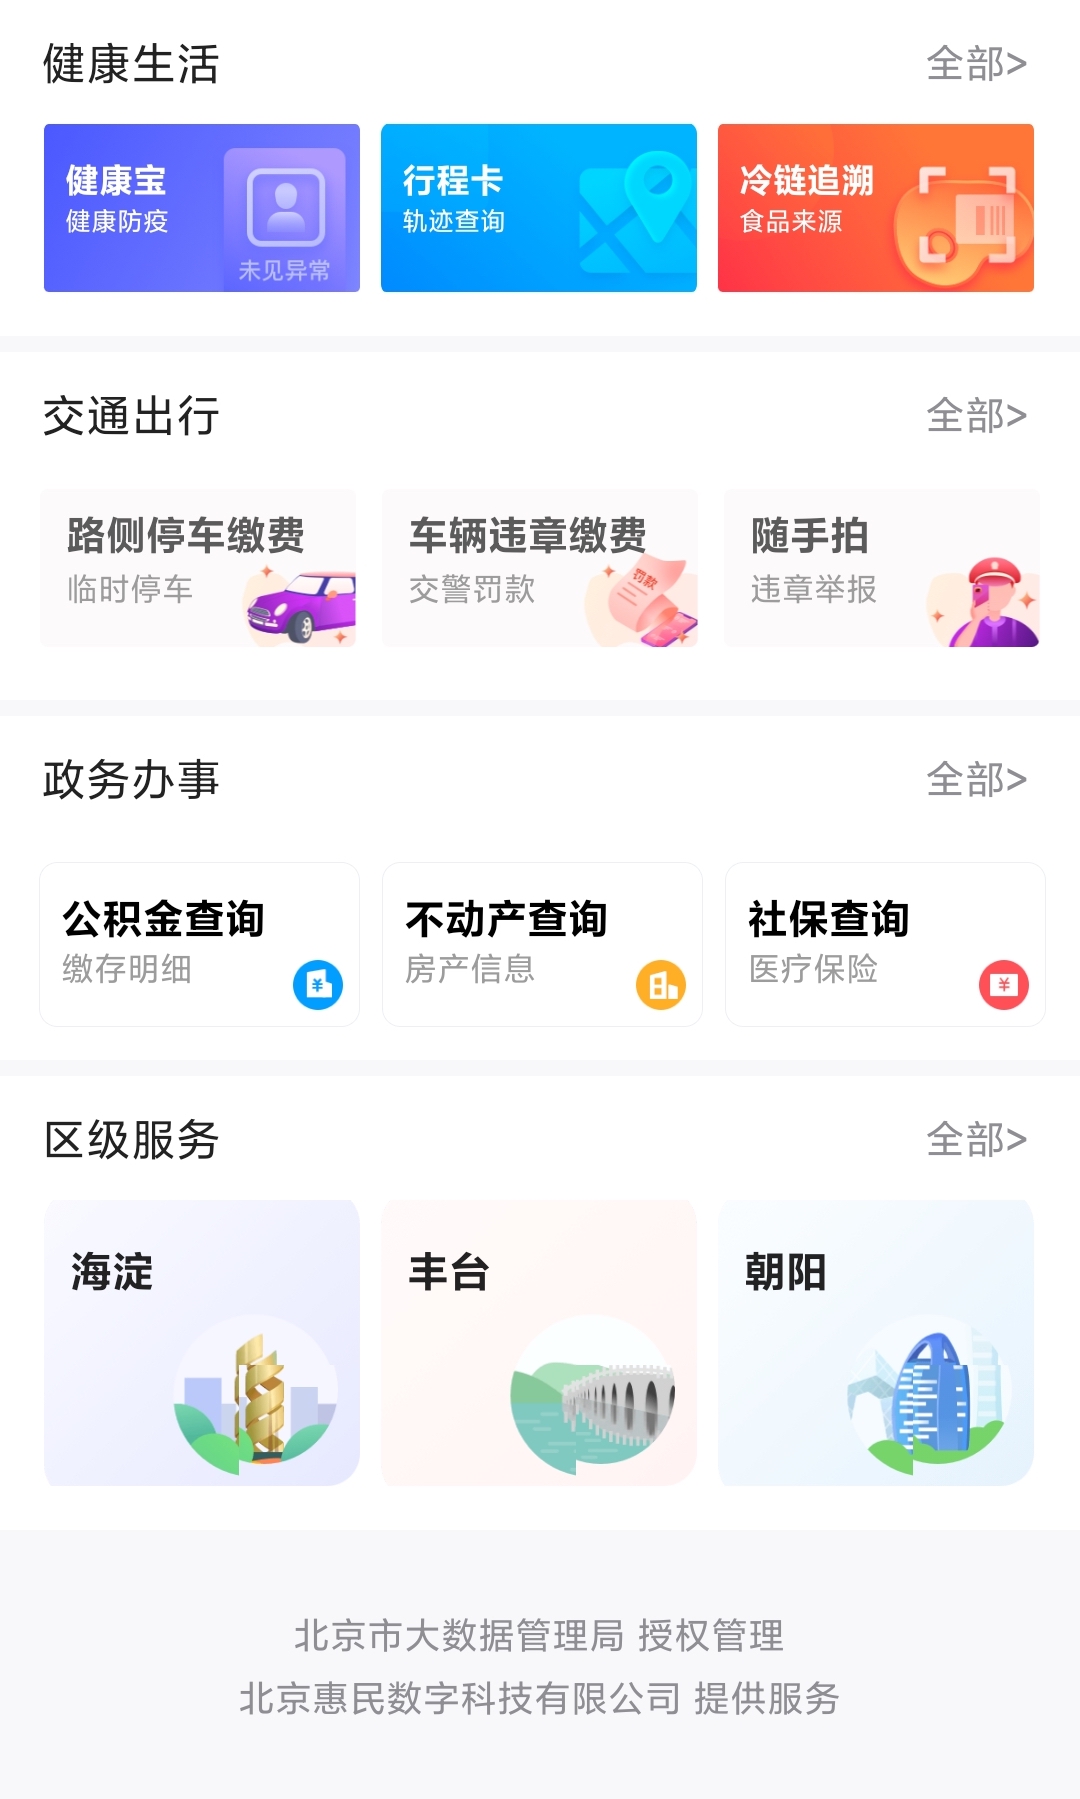 健康生活
全部>
健康宝
健康防疫
未见异常
行程卡
轨迹查询
冷链追溯
食品来源
交通出行
全部>
路侧停车缴费
临时停车
车辆违章缴费
交警罚款
罚款
随手拍
违章举报
政务办事
全部>
公积金查询
缴存明细
¥
不动产查询
房产信息
社保查询
医疗保险
¥
区级服务
全部>
海淀
丰台
朝阳
北京市大数据管理局 授权管理
北京惠民数字科技有限公司 提供服务